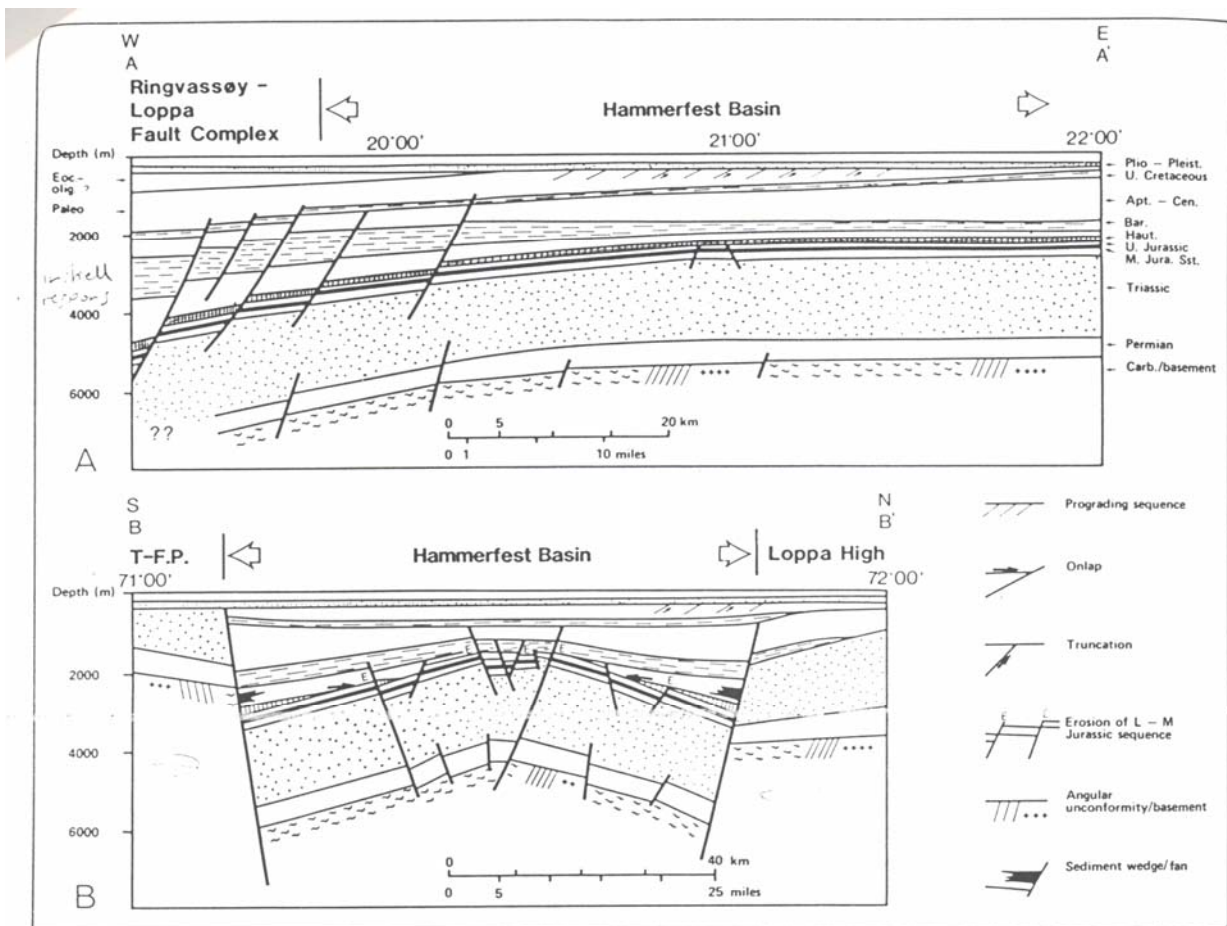 W
A
E
A'
Ringvassøy –
Loppa
Fault Complex
Hammerfest Basin
20°00'
21°00'
22°00'
Depth (m)
Eoc-
olig ?
Paleo
2000
4000
6000
Plio – Pleist.
U. Cretaceous
Apt. – Cen.
Bar.
Haut.
U. Jurassic
M. Jura. Sst.
Triassic
Permian
Carb./basement
??
A
0 5 20 km
0 1 10 miles
S
B
N
B'
T-F.P.
Hammerfest Basin
Loppa High
71°00'
72°00'
Depth (m)
2000
4000
6000
E
E
E
E
E
B
0 40 km
0 5 25 miles
Prograding sequence
Onlap
Truncation
E
Erosion of L – M
Jurassic sequence
Angular
unconformity/basement
Sediment wedge/fan